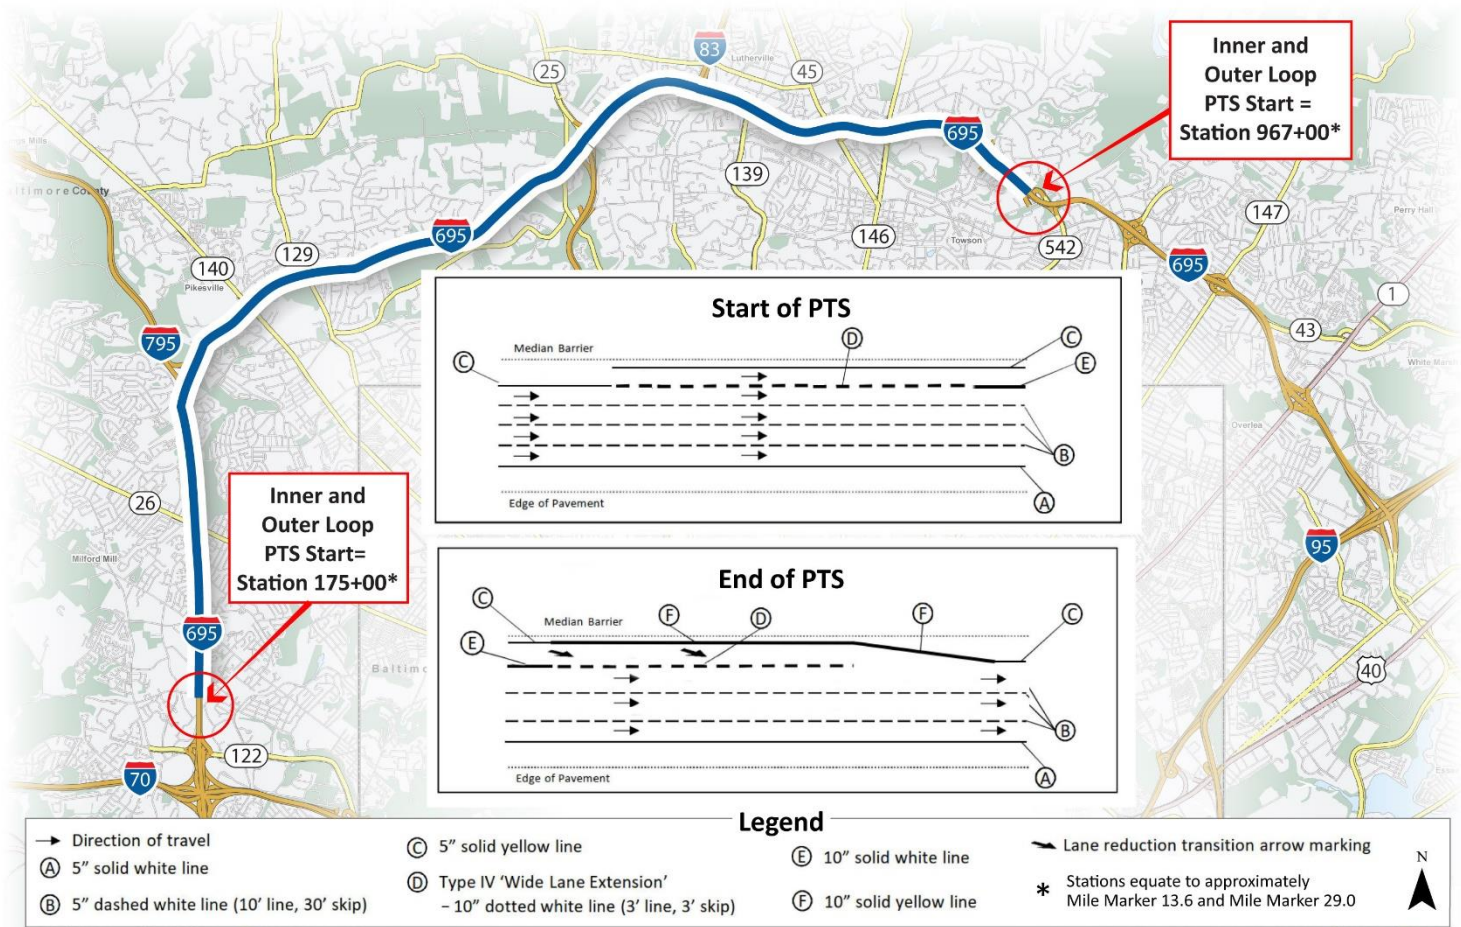 83
Lutherville
25
45
Inner and
Outer Loop
PTS Start =
Station 967+00*
695
Baltimore County
139
147
Perry Hall
129
695
146
Towson
542
695
140
Pikesville
1
795
43
Start of PTS
Median Barrier
D
C
C
E
B
Edge of Pavement
A
Overlea
26
Inner and
Outer Loop
PTS Start=
Station 175+00*
Milford Mill
95
End of PTS
C
Median Barrier
F
D
F
C
E
B
Edge of Pavement
A
695
40
122
70
Legend
Direction of travel
A 5" solid white line
B 5" dashed white line (10' line, 30' skip)
C 5" solid yellow line
D Type IV 'Wide Lane Extension'
– 10" dotted white line (3' line, 3' skip)
E 10" solid white line
F 10" solid yellow line
Lane reduction transition arrow marking
* Stations equate to approximately
Mile Marker 13.6 and Mile Marker 29.0
N